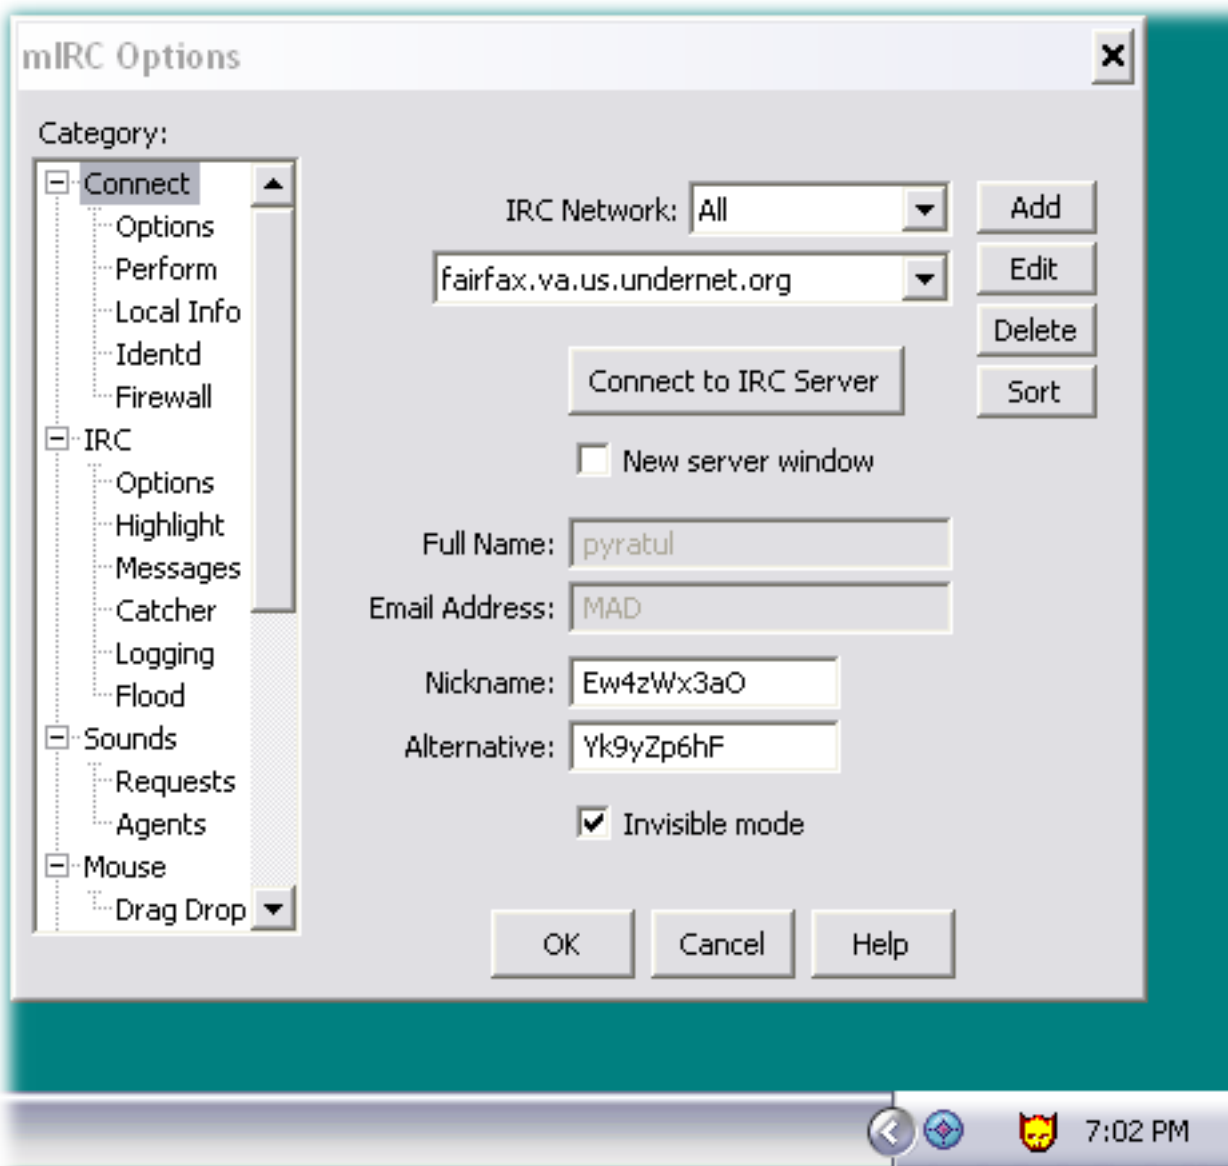 mIRC Options
Category:
Connect
Options
Perform
Local Info
Identd
Firewall
IRC
Options
Highlight
Messages
Catcher
Logging
Flood
Sounds
Requests
Agents
Mouse
Drag Drop
IRC Network: All
Add
fairfax.va.us.undernet.org
Edit
Delete
Connect to IRC Server
Sort
New server window
Full Name: pyratul
Email Address: MAD
Nickname: Ew4zWx3aO
Alternative: Yk9yZp6hF
Invisible mode
OK Cancel Help
7:02 PM